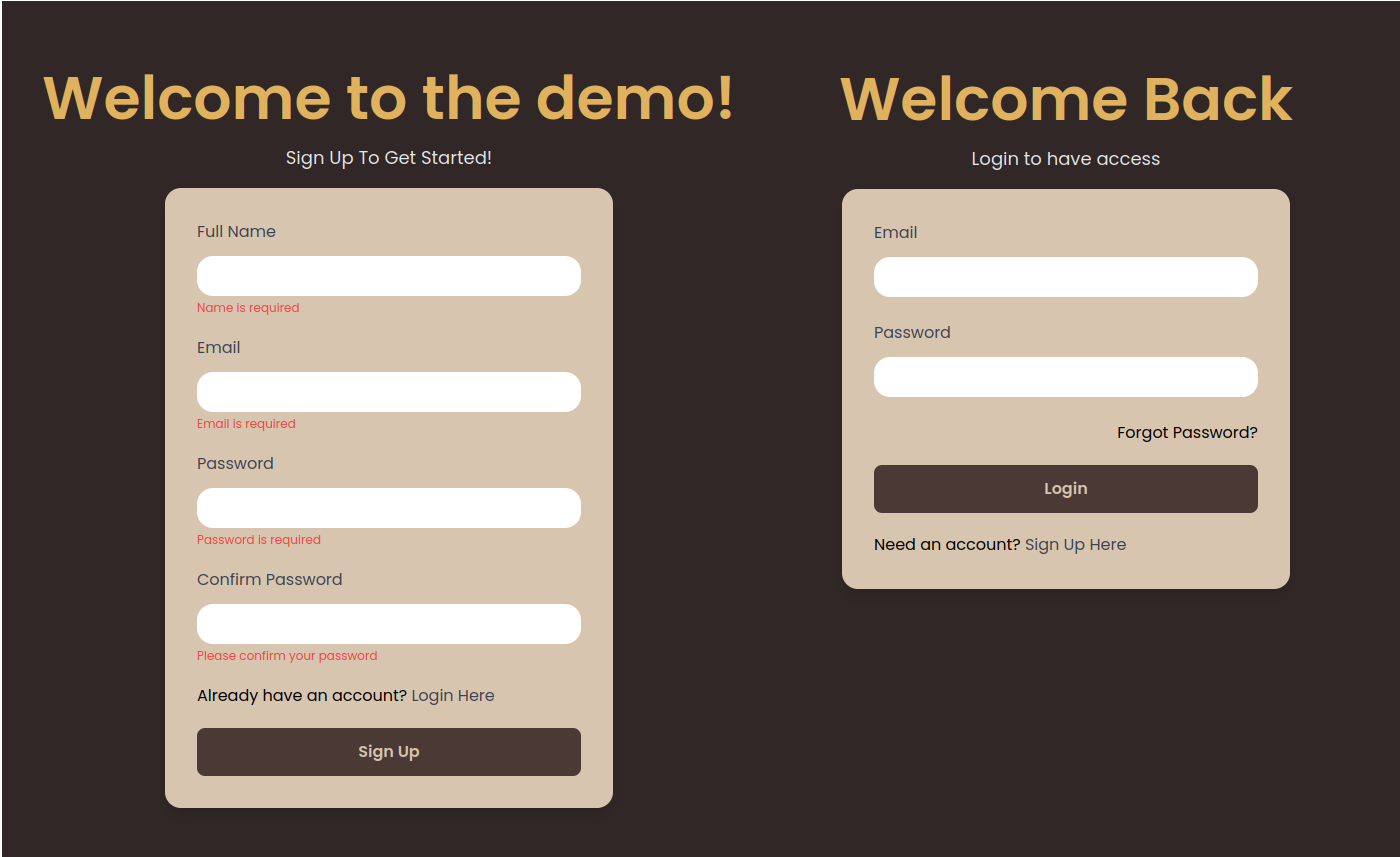 Welcome to the demo!
Sign Up To Get Started!
Full Name
Name is required
Email
Email is required
Password
Password is required
Confirm Password
Please confirm your password
Already have an account? Login Here
Sign Up
Welcome Back
Login to have access
Email
Password
Forgot Password?
Login
Need an account? Sign Up Here